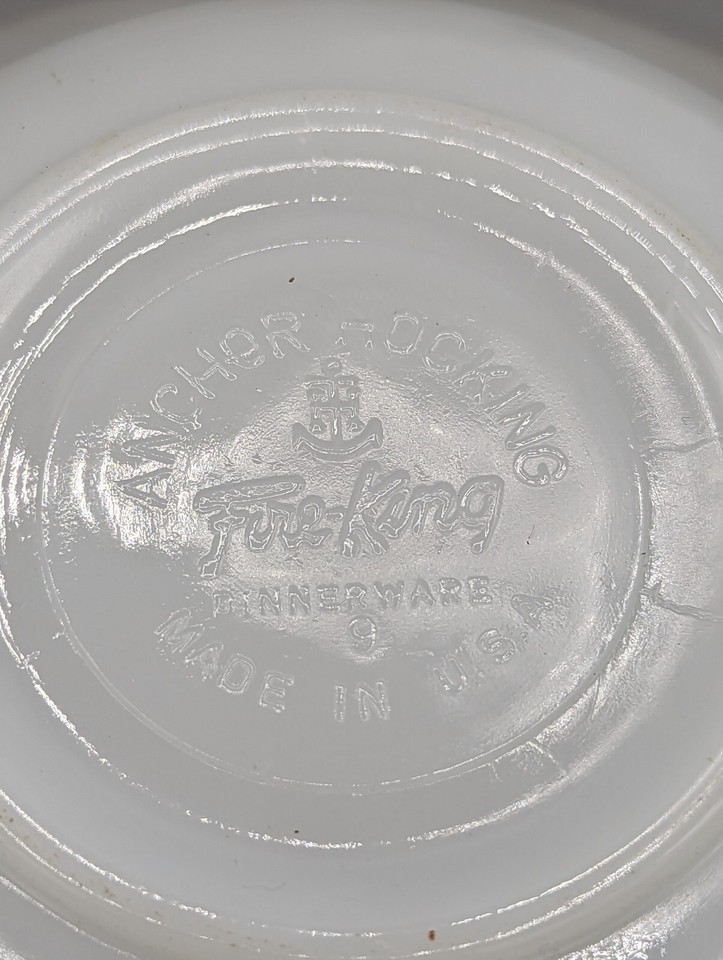 ANCHOR HOCKING
Fire-King
DINNERWARE
9
MADE IN U.S.A